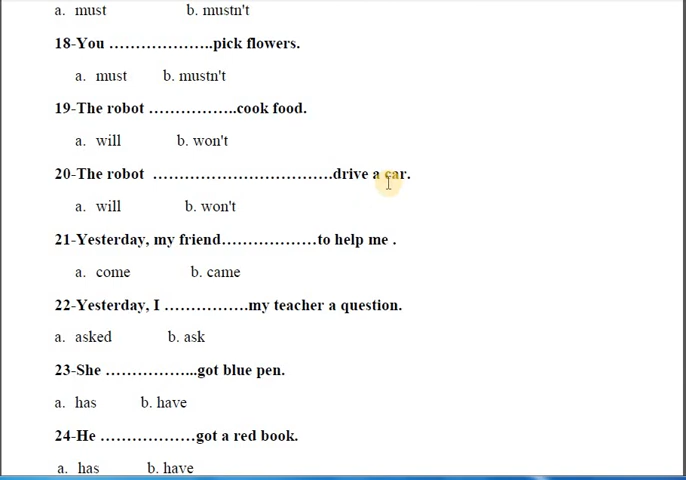 a. must b. mustn't
18-You ………………….pick flowers.
a. must b. mustn't
19-The robot ……………..cook food.
a. will b. won't
20-The robot …………………………….drive a car.
a. will b. won't
21-Yesterday, my friend………………to help me .
a. come b. came
22-Yesterday, I …………….my teacher a question.
a. asked b. ask
23-She ……………...got blue pen.
a. has b. have
24-He ………………got a red book.
a. has b. have